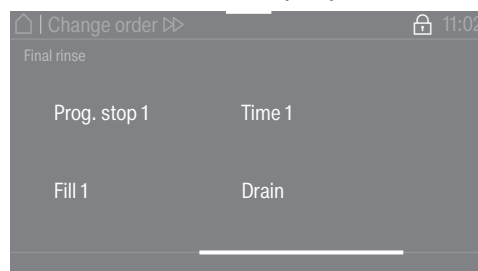 Change order
11:02
Final rinse
Prog. stop 1 Time 1
Fill 1 Drain